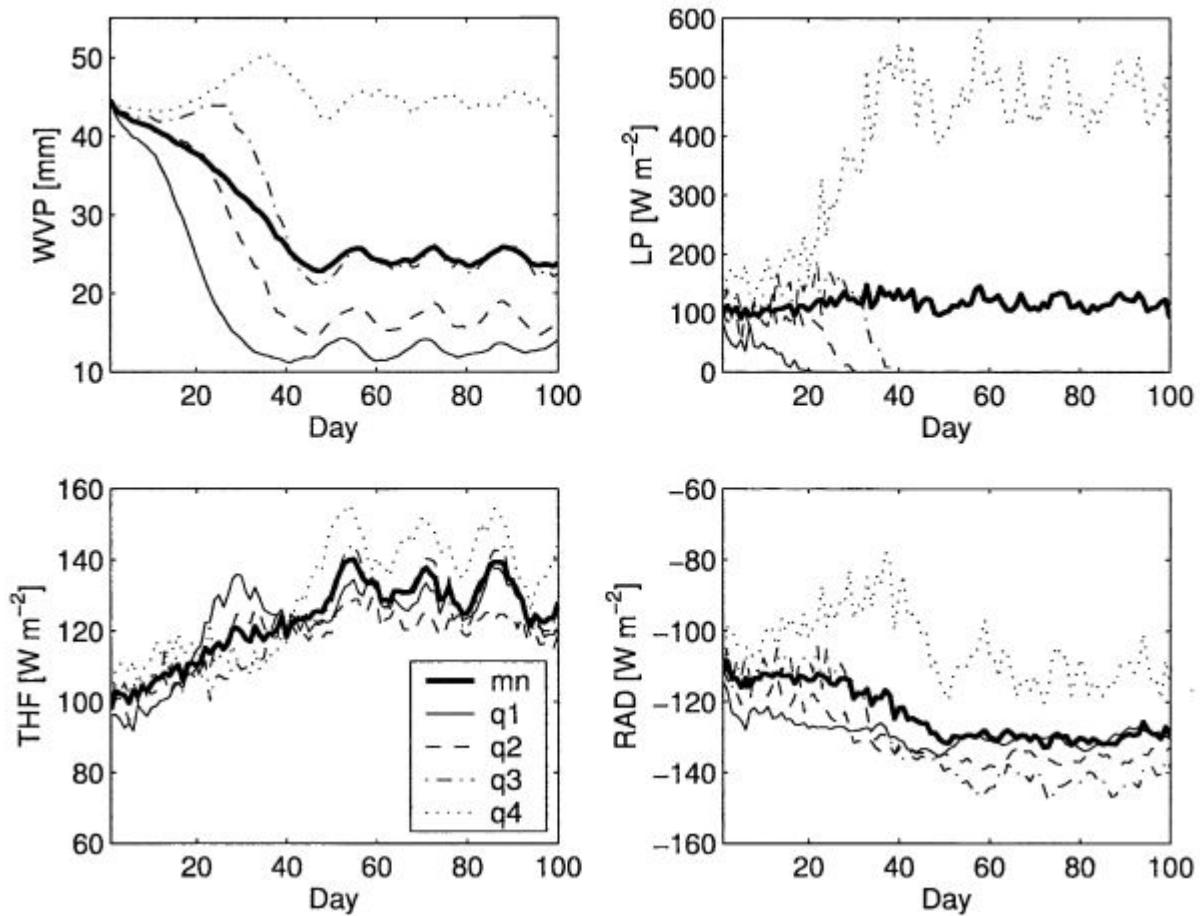 50
40
30
20
10
WVP [mm]
20 40 60 80 100
Day
600
500
400
300
200
100
0
LP [W m⁻²]
20 40 60 80 100
Day
160
140
120
100
80
60
THF [W m⁻²]
20 40 60 80 100
Day
mn
q1
q2
q3
q4
-60
-80
-100
-120
-140
-160
RAD [W m⁻²]
20 40 60 80 100
Day